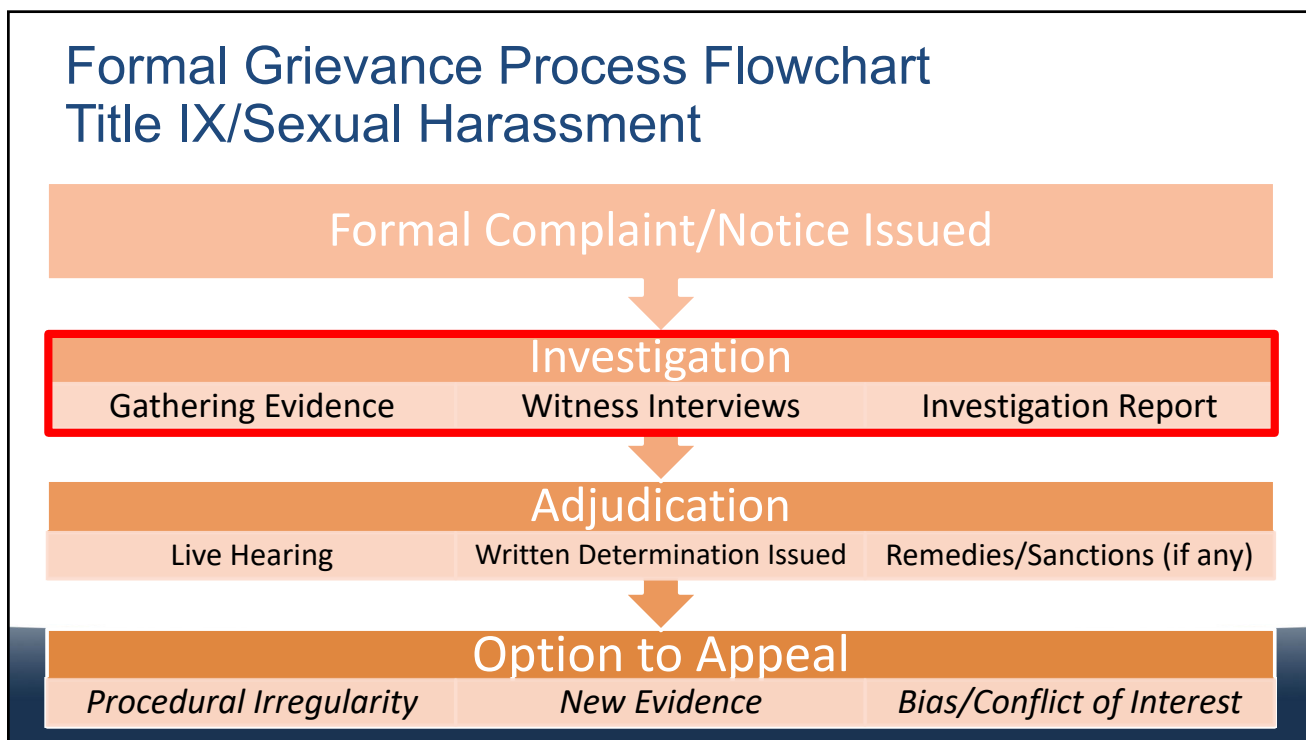 Formal Grievance Process Flowchart
Title IX/Sexual Harassment
Formal Complaint/Notice Issued
Investigation
Gathering Evidence Witness Interviews Investigation Report
Adjudication
Live Hearing Written Determination Issued Remedies/Sanctions (if any)
Option to Appeal
Procedural Irregularity New Evidence Bias/Conflict of Interest